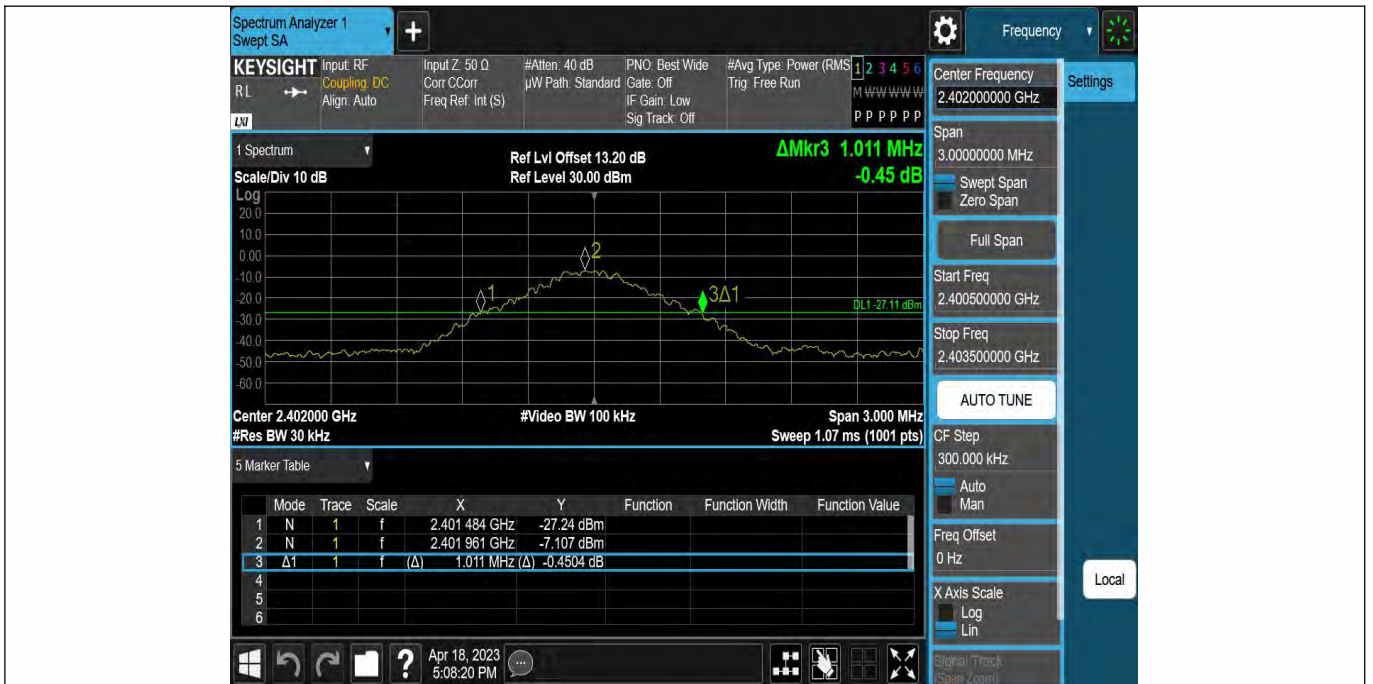 Spectrum Analyzer 1
Swept SA
+
Frequency
KEYSIGHT
RL
LXI
Input: RF
Coupling: DC
Align: Auto
Input Z: 50 Ω
Corr CCorr
Freq Ref: Int (S)
#Atten: 40 dB
µW Path: Standard
PNO: Best Wide
Gate: Off
IF Gain: Low
Sig Track: Off
#Avg Type: Power (RMS
Trig: Free Run
1 2 3 4 5 6
M W W W W W
P P P P P P
1 Spectrum
Scale/Div 10 dB
Ref Lvl Offset 13.20 dB
Ref Level 30.00 dBm
ΔMkr3 1.011 MHz
-0.45 dB
Log
20.0
10.0
0.00
-10.0
-20.0
-30.0
-40.0
-50.0
-60.0
1
2
3Δ1
DL1 -27.11 dBm
Center 2.402000 GHz
#Video BW 100 kHz
Span 3.000 MHz
#Res BW 30 kHz
Sweep 1.07 ms (1001 pts)
5 Marker Table
Mode Trace Scale X Y Function Function Width Function Value
1 N 1 f 2.401 484 GHz -27.24 dBm
2 N 1 f 2.401 961 GHz -7.107 dBm
3 Δ1 1 f (Δ) 1.011 MHz (Δ) -0.4504 dB
4
5
6
?
Apr 18, 2023
5:08:20 PM
Center Frequency
2.402000000 GHz
Span
3.00000000 MHz
Swept Span
Zero Span
Full Span
Start Freq
2.400500000 GHz
Stop Freq
2.403500000 GHz
AUTO TUNE
CF Step
300.000 kHz
Auto
Man
Freq Offset
0 Hz
X Axis Scale
Log
Lin
Signal Track
(Span Zoom)
Settings
Local